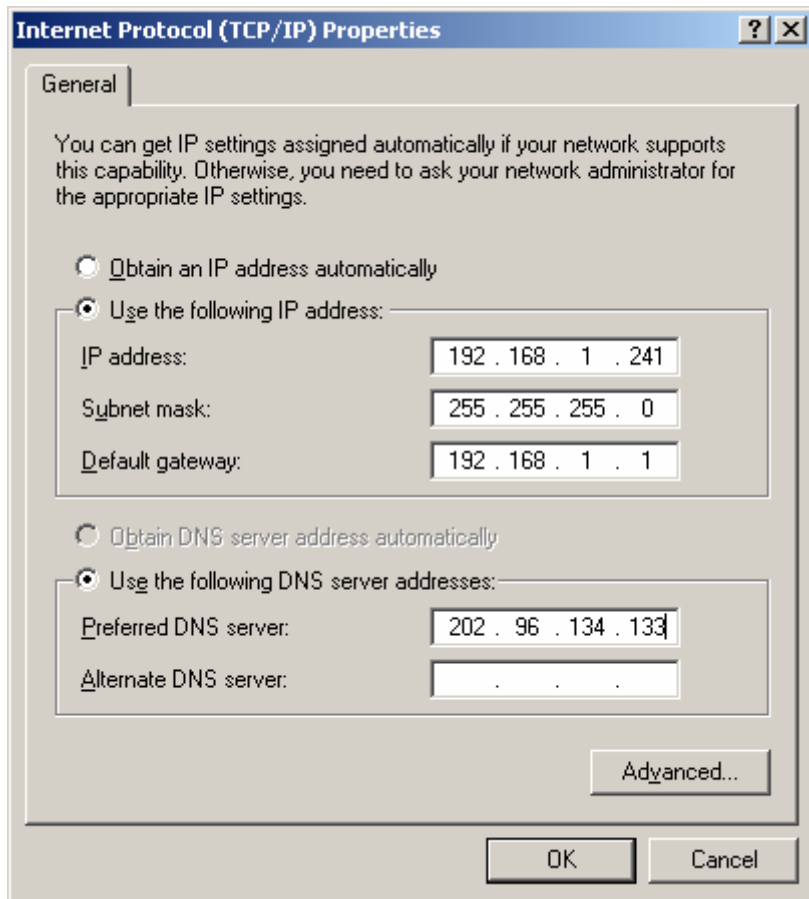 Internet Protocol (TCP/IP) Properties
General
You can get IP settings assigned automatically if your network supports
this capability. Otherwise, you need to ask your network administrator for
the appropriate IP settings.
Obtain an IP address automatically
Use the following IP address:
IP address: 192 . 168 . 1 . 241
Subnet mask: 255 . 255 . 255 . 0
Default gateway: 192 . 168 . 1 . 1
Obtain DNS server address automatically
Use the following DNS server addresses:
Preferred DNS server: 202 . 96 . 134 . 133
Alternate DNS server: . . .
Advanced...
OK Cancel